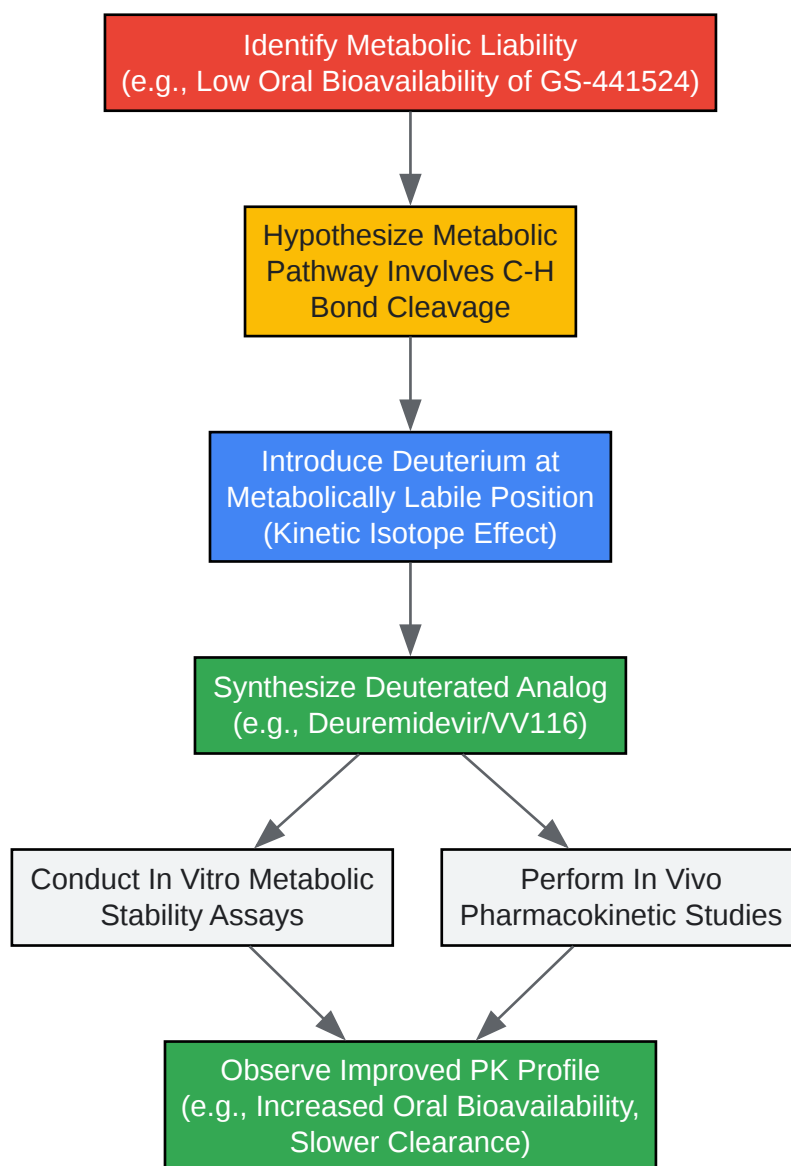 Identify Metabolic Liability
(e.g., Low Oral Bioavailability of GS-441524)
Hypothesize Metabolic
Pathway Involves C-H
Bond Cleavage
Introduce Deuterium at
Metabolically Labile Position
(Kinetic Isotope Effect)
Synthesize Deuterated Analog
(e.g., Deuremidevir/VV116)
Conduct In Vitro Metabolic
Stability Assays
Perform In Vivo
Pharmacokinetic Studies
Observe Improved PK Profile
(e.g., Increased Oral Bioavailability,
Slower Clearance)